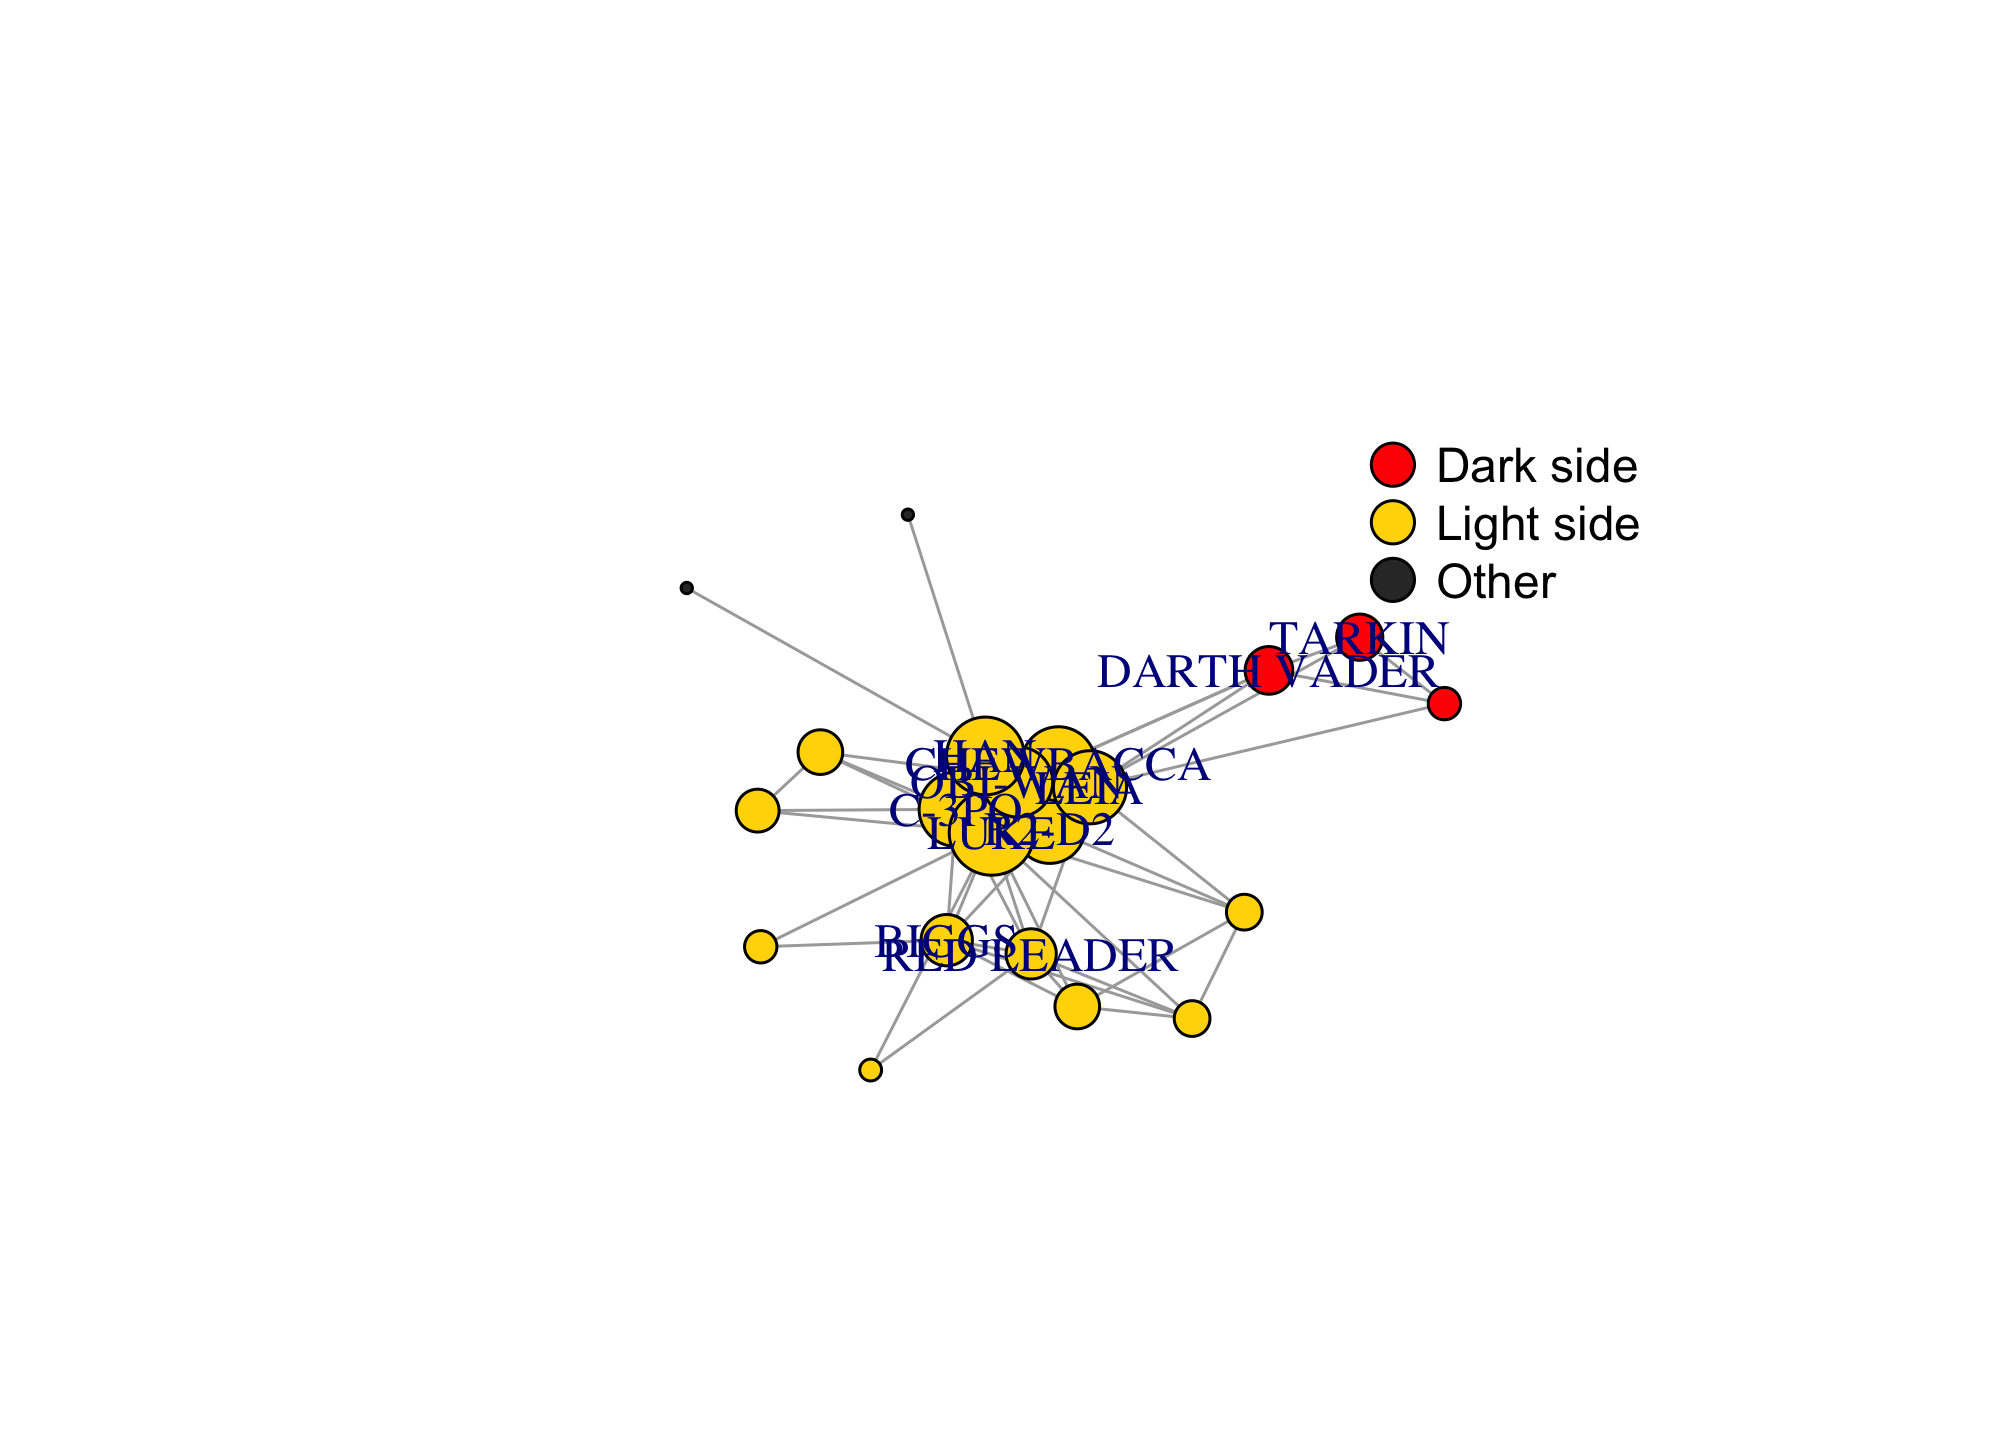 Dark side
Light side
Other
TARKIN
DARTH VADER
HAN
CHEWBACCA
OBI-WAN
LEIA
C-3PO
R2-D2
LUKE
BIGGS
RED LEADER